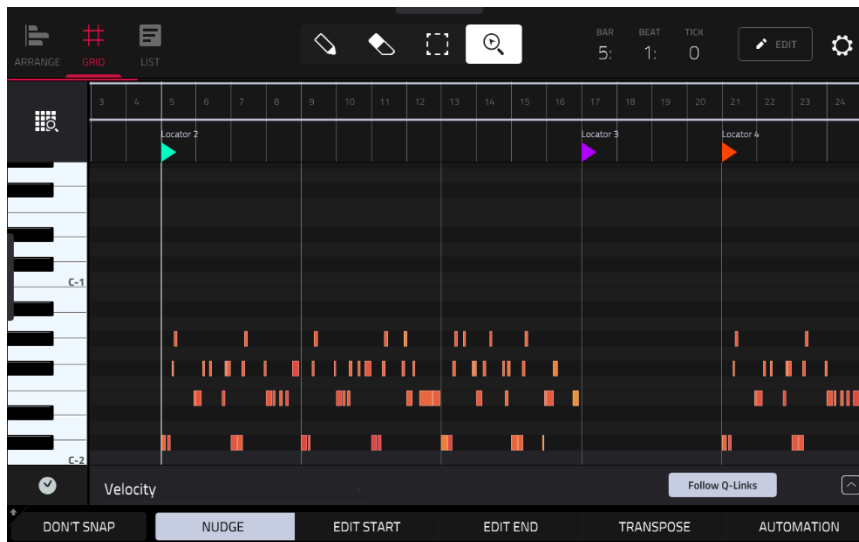 BAR BEAT TICK
5: 1: 0
EDIT
ARRANGE GRID LIST
3 4 5 6 7 8 9 10 11 12 13 14 15 16 17 18 19 20 21 22 23 24
Locator 2 Locator 3 Locator 4
C-1
C-2
Velocity
Follow Q-Links
DON'T SNAP NUDGE EDIT START EDIT END TRANSPOSE AUTOMATION